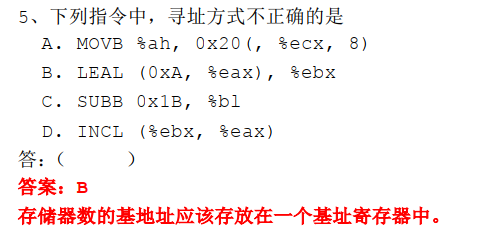 5、下列指令中，寻址方式不正确的是
A. MOVB %ah, 0x20(, %ecx, 8)
B. LEAL (0xA, %eax), %ebx
C. SUBB 0x1B, %bl
D. INCL (%ebx, %eax)
答：（　　　）
答案：B
存储器数的基地址应该存放在一个基址寄存器中。